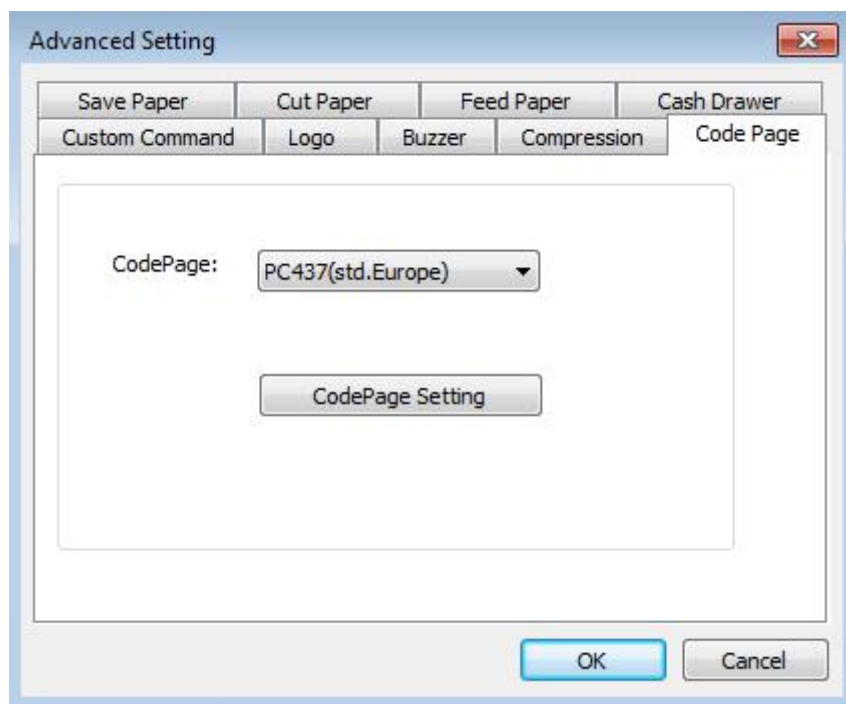 Advanced Setting
Save Paper Cut Paper Feed Paper Cash Drawer
Custom Command Logo Buzzer Compression Code Page
CodePage: PC437(std.Europe)
CodePage Setting
OK Cancel